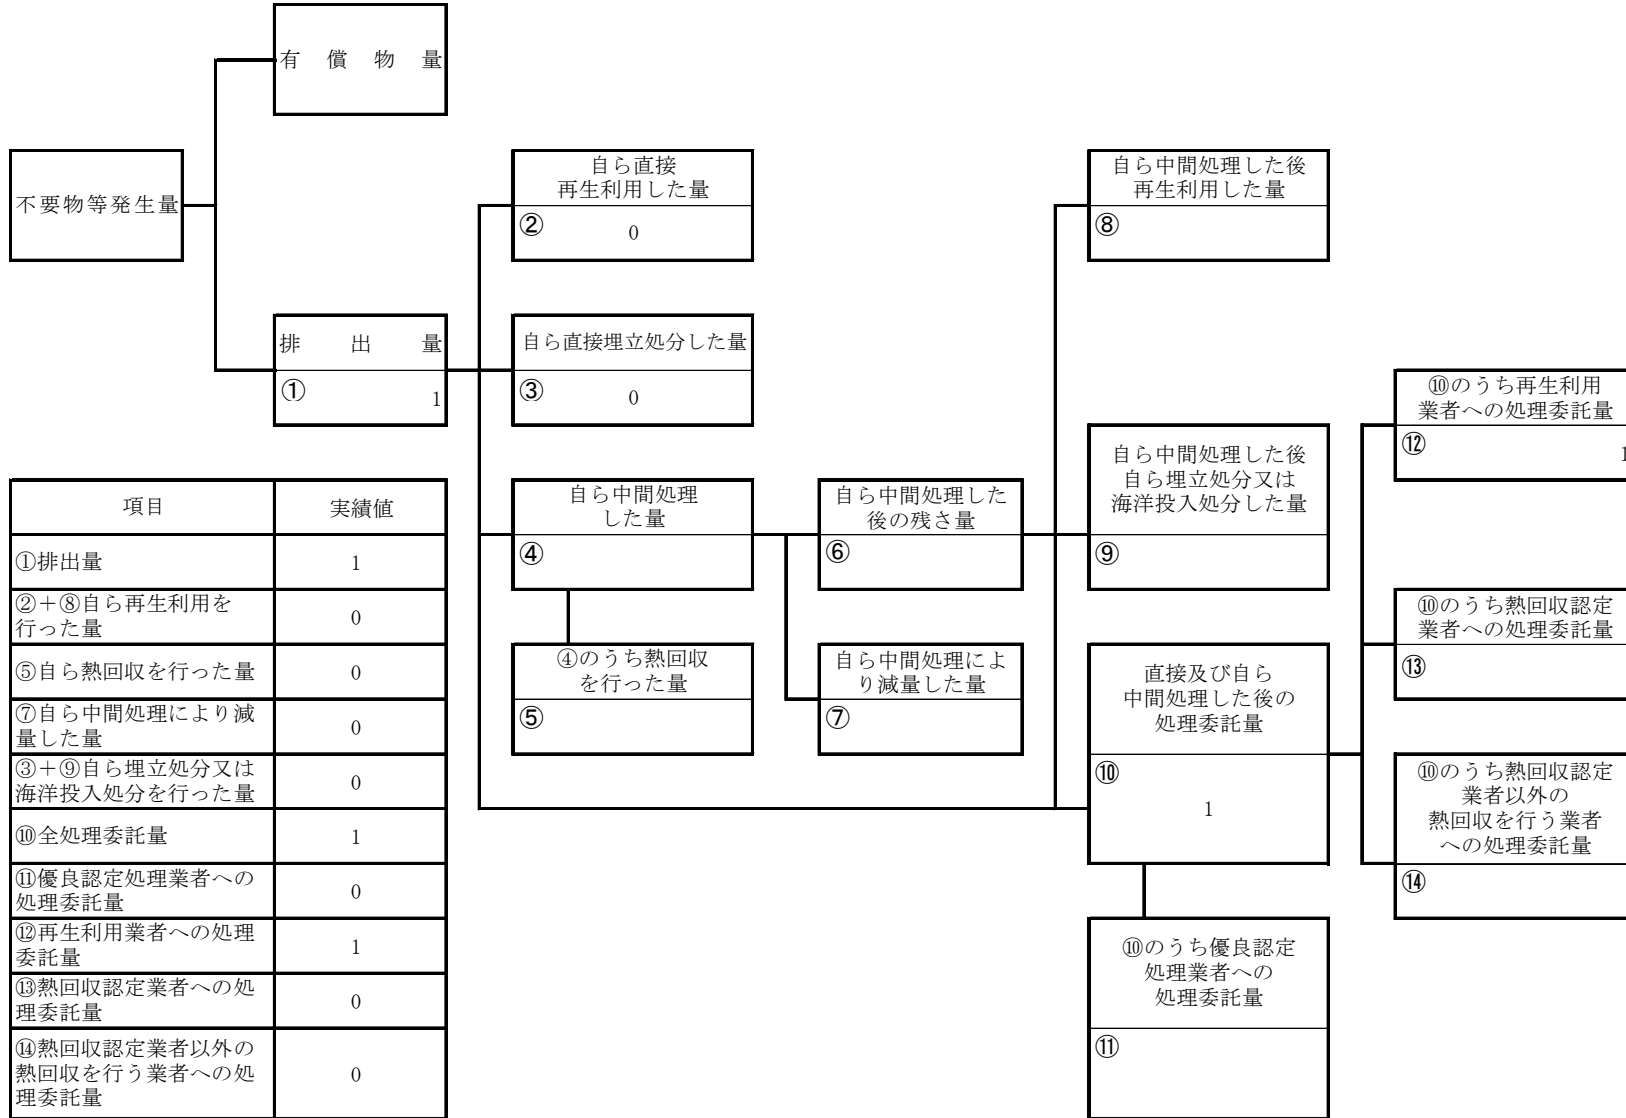 有償物量
不要物等発生量
自ら直接
再生利用した量
②
0
自ら中間処理した後
再生利用した量
⑧
排出量
①
1
自ら直接埋立処分した量
③
0
⑩のうち再生利用
業者への処理委託量
⑫
1
自ら中間処理した後
自ら埋立処分又は
海洋投入処分した量
⑨
自ら中間処理
した量
④
自ら中間処理した
後の残さ量
⑥
④のうち熱回収
を行った量
⑤
自ら中間処理によ
り減量した量
⑦
直接及び自ら
中間処理した後の
処理委託量
⑩
1
⑩のうち熱回収認定
業者への処理委託量
⑬
⑩のうち熱回収認定
業者以外の
熱回収を行う業者
への処理委託量
⑭
⑩のうち優良認定
処理業者への
処理委託量
⑪
項目 実績値
①排出量 1
②+⑧自ら再生利用を
行った量 0
⑤自ら熱回収を行った量 0
⑦自ら中間処理により減
量した量 0
③+⑨自ら埋立処分又は
海洋投入処分を行った量 0
⑩全処理委託量 1
⑪優良認定処理業者への
処理委託量 0
⑫再生利用業者への処理
委託量 1
⑬熱回収認定業者への処
理委託量 0
⑭熱回収認定業者以外の
熱回収を行う業者への処 0
理委託量